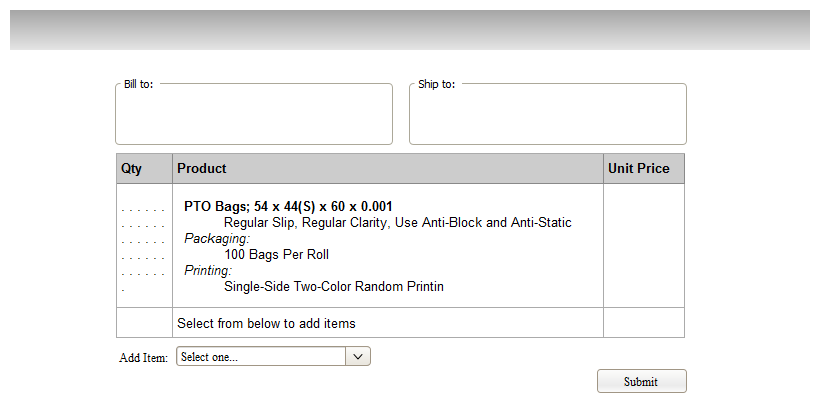 Bill to:
Ship to:
Qty Product Unit Price
. . . . . . PTO Bags; 54 x 44(S) x 60 x 0.001
. . . . . . Regular Slip, Regular Clarity, Use Anti-Block and Anti-Static
. . . . . . Packaging:
. . . . . . 100 Bags Per Roll
. . . . . . Printing:
. Single-Side Two-Color Random Printin
Select from below to add items
Add Item: Select one...
Submit